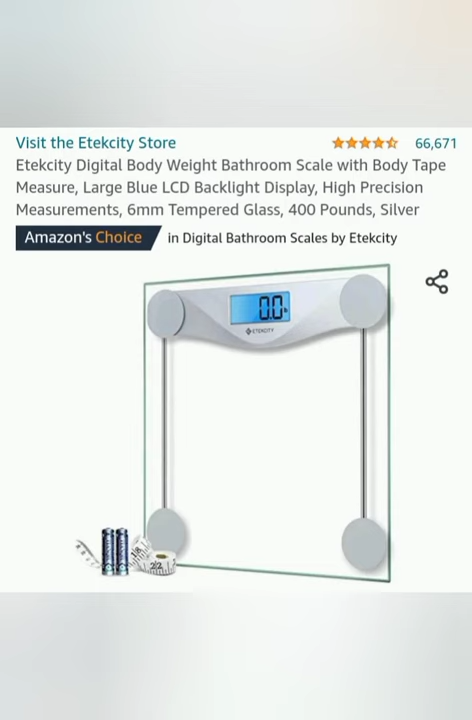 Visit the Etekcity Store
66,671
Etekcity Digital Body Weight Bathroom Scale with Body Tape
Measure, Large Blue LCD Backlight Display, High Precision
Measurements, 6mm Tempered Glass, 400 Pounds, Silver
Amazon's Choice in Digital Bathroom Scales by Etekcity
0.0
ETEKCITY
22